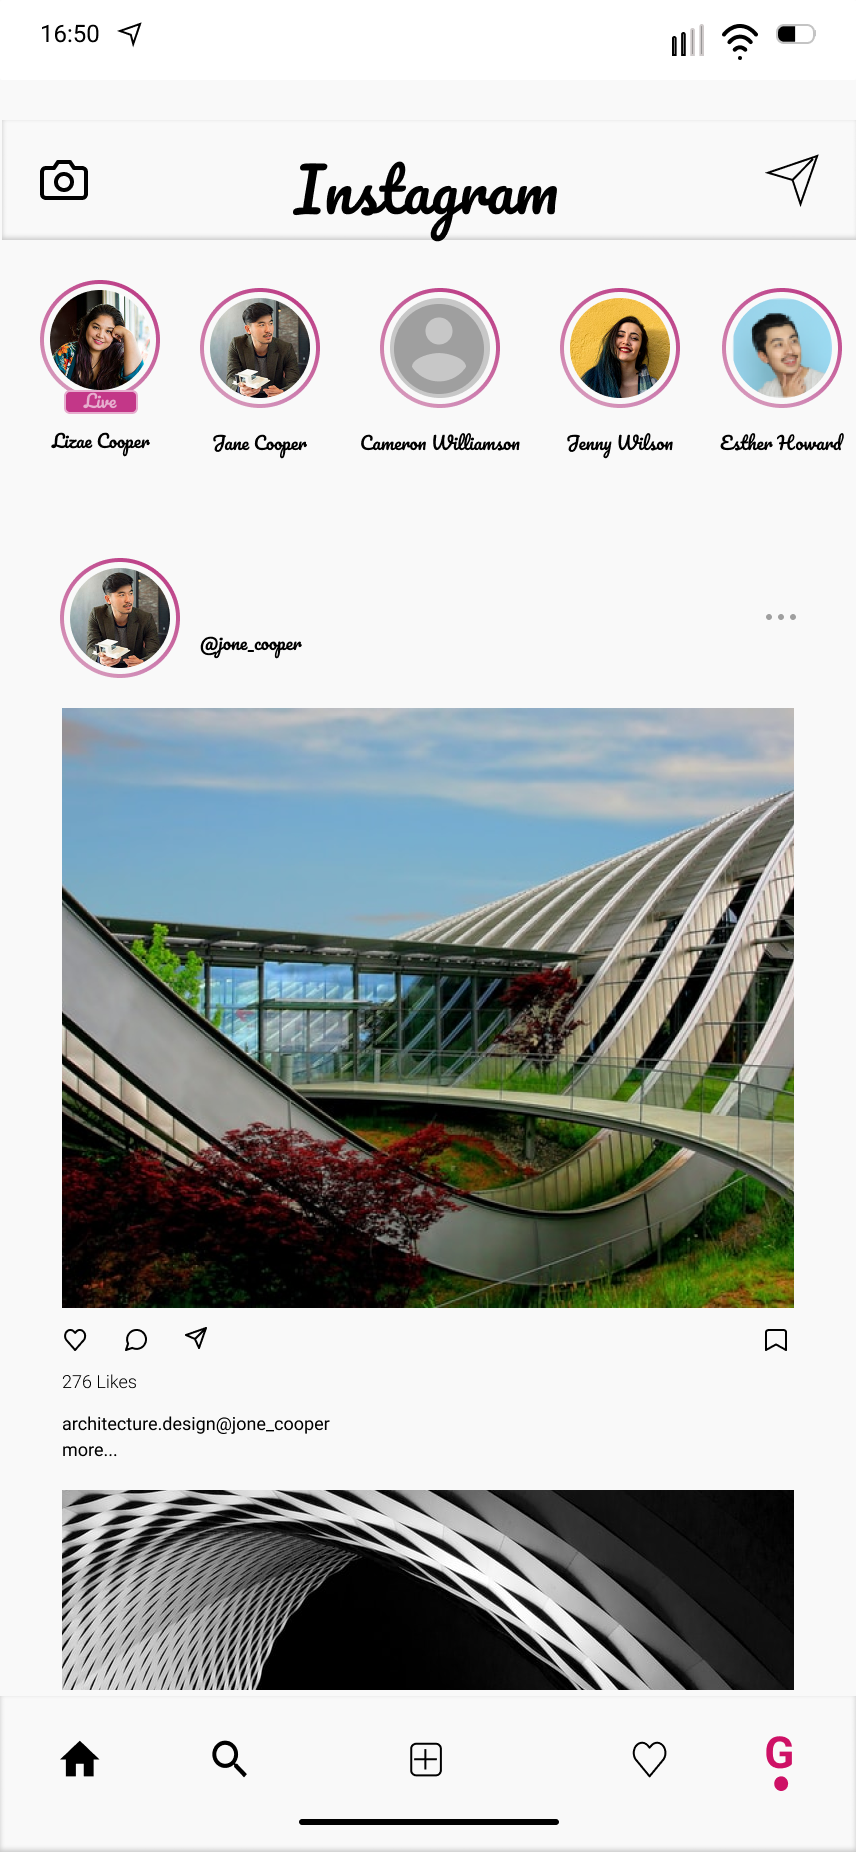 16:50
Instagram
Live
Lizae Cooper
Jane Cooper
Cameron Williamson
Jenny Wilson
Esther Howard
@jone_cooper
276 Likes
architecture.design@jone_cooper
more...
G